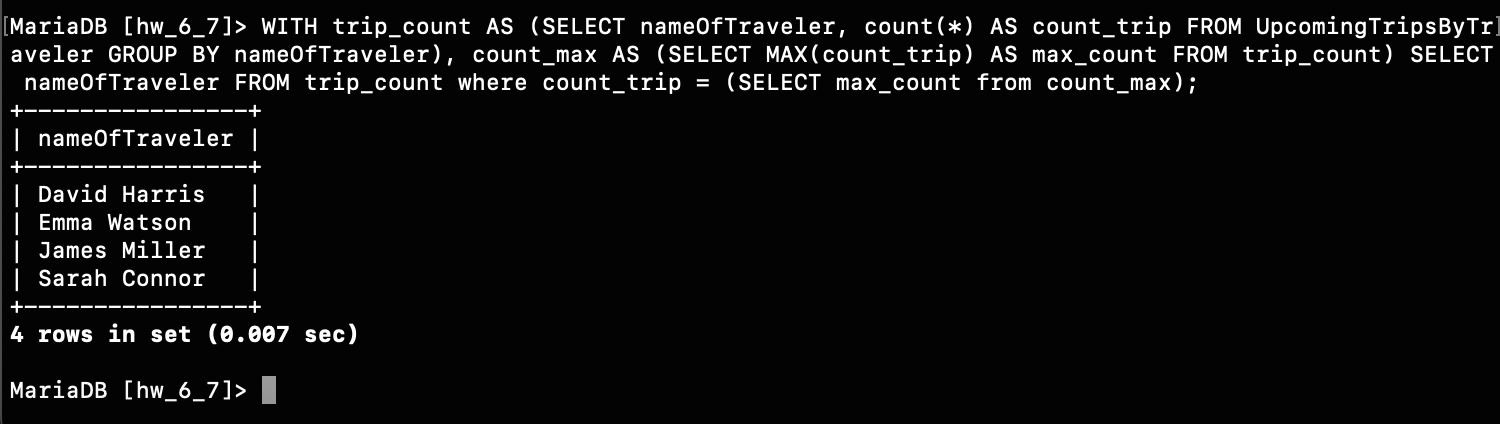 [MariaDB [hw_6_7]> WITH trip_count AS (SELECT nameOfTraveler, count(*) AS count_trip FROM UpcomingTripsByTr]
aveler GROUP BY nameOfTraveler), count_max AS (SELECT MAX(count_trip) AS max_count FROM trip_count) SELECT
 nameOfTraveler FROM trip_count where count_trip = (SELECT max_count from count_max);
+----------------+
| nameOfTraveler |
+----------------+
| David Harris   |
| Emma Watson    |
| James Miller   |
| Sarah Connor   |
+----------------+
4 rows in set (0.007 sec)

MariaDB [hw_6_7]>